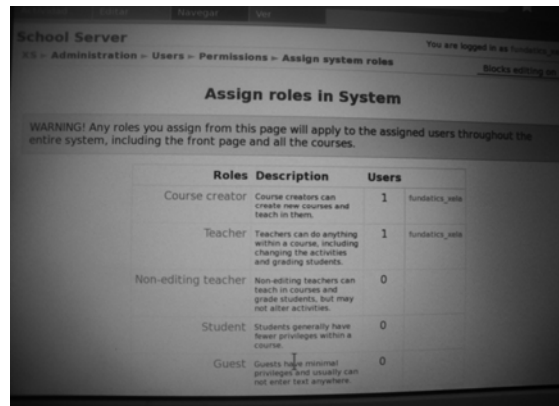 Editar Navegar Ver
School Server
You are logged in as
XS ► Administration ► Users ► Permissions ► Assign system roles
Blocks editing on
Assign roles in System
WARNING! Any roles you assign from this page will apply to the assigned users throughout the
entire system, including the front page and all the courses.
Roles Description Users
Course creator Course creators can 1 fundatics_xela
create new courses and
teach in them.
Teacher Teachers can do anything 1 fundatics_xela
within a course, including
changing the activities
and grading students.
Non-editing teacher Non-editing teachers can 0
teach in courses and
grade students, but may
not alter activities.
Student Students generally have 0
fewer privileges within a
course.
Guest Guests have minimal 0
privileges and usually can
not enter text anywhere.